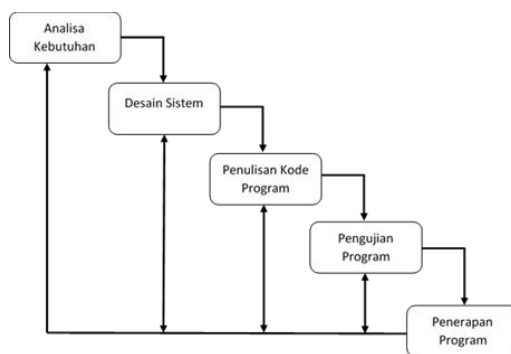 Analisa
Kebutuhan
Desain Sistem
Penulisan Kode
Program
Pengujian
Program
Penerapan
Program